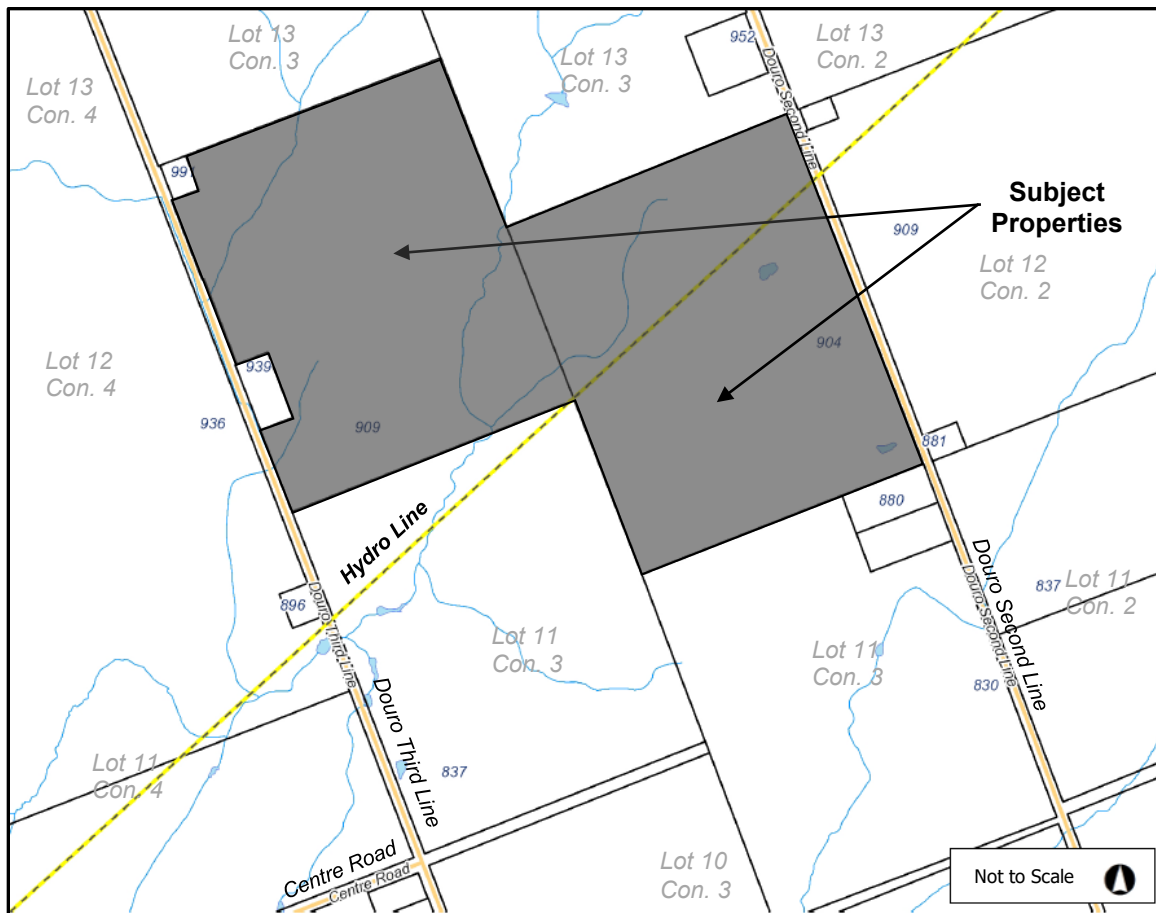 Lot 13
Con. 3
952
Lot 13
Con. 2
Lot 13
Con. 3
Lot 13
Con. 4
Douro Second Line
991
Subject
Properties
909
Lot 12
Con. 2
904
Lot 12
Con. 4
939
936
909
881
880
Hydro Line
Douro Second Line
Douro Second Line
837
Lot 11
Con. 2
896
Douro Third Line
Lot 11
Con. 3
Lot 11
Con. 3
830
Douro Third Line
Lot 11
Con. 4
837
Centre Road
Centre Road
Lot 10
Con. 3
Not to Scale